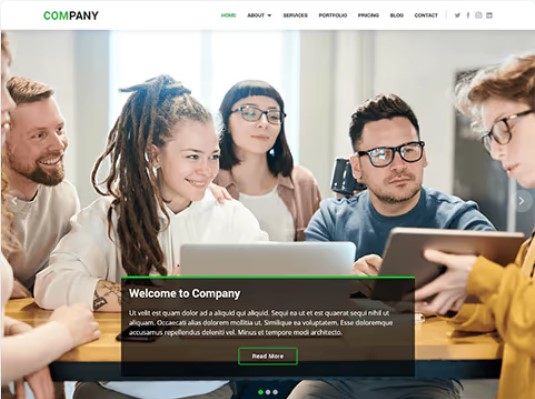 COMPANY
HOME ABOUT SERVICES PORTFOLIO PRICING BLOG CONTACT
Welcome to Company
Ut velit est quam dolor ad a aliquid qui aliquid. Sequi ea ut et est quaerat sequi nihil ut
aliquam. Occaecati alias dolorem mollitia ut. Similique ea voluptatem. Esse doloremque
accusamus repellendus deleniti vel. Minus et tempore modi architecto.
Read More